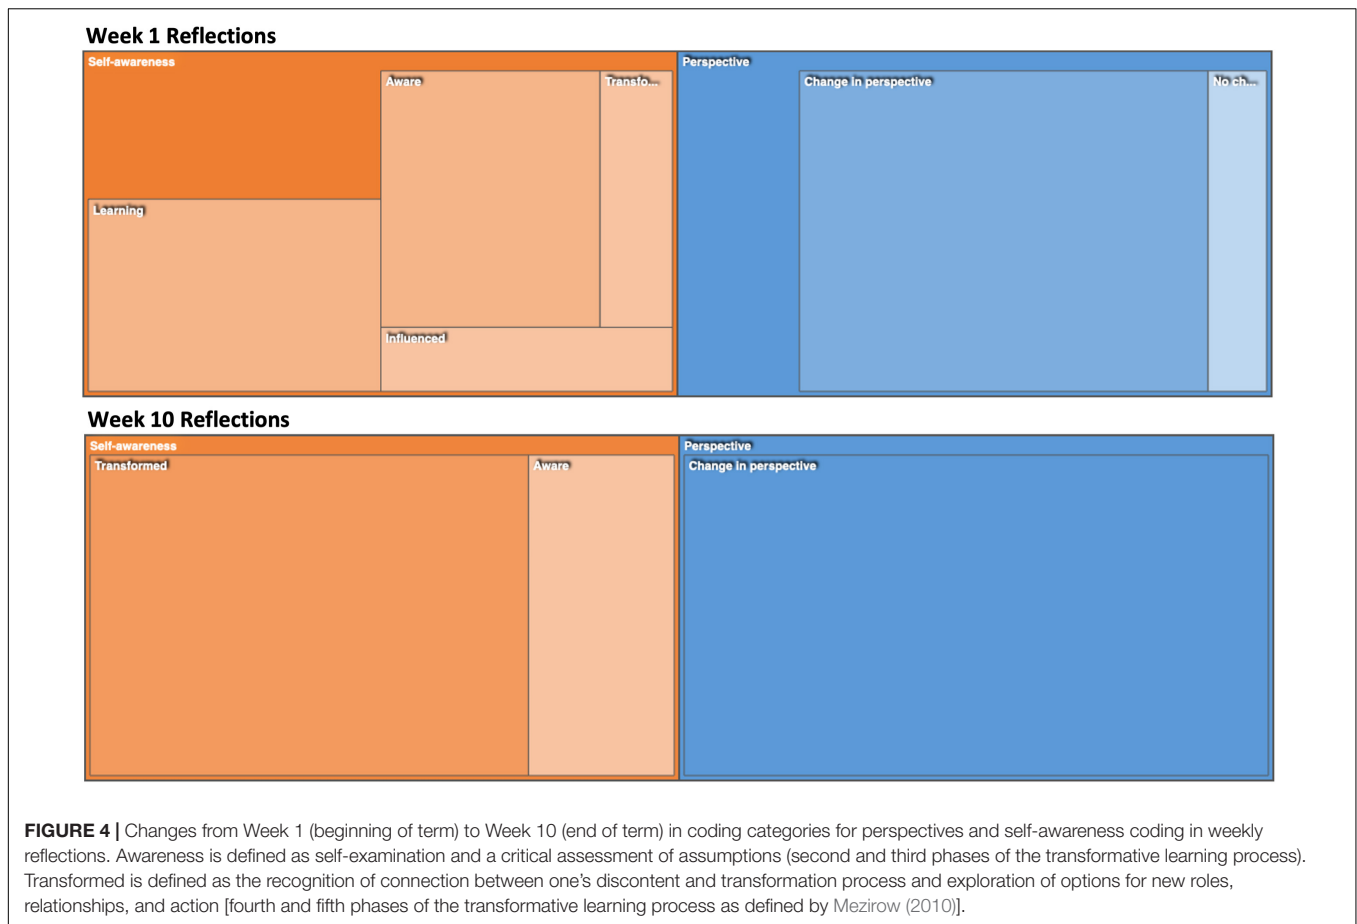 Week 1 Reflections
Self-awareness
Perspective
Aware
Transfo...
Change in perspective
No ch...
Learning
Influenced
Week 10 Reflections
Self-awareness
Perspective
Transformed
Aware
Change in perspective
FIGURE 4 | Changes from Week 1 (beginning of term) to Week 10 (end of term) in coding categories for perspectives and self-awareness coding in weekly
reflections. Awareness is defined as self-examination and a critical assessment of assumptions (second and third phases of the transformative learning process).
Transformed is defined as the recognition of connection between one's discontent and transformation process and exploration of options for new roles,
relationships, and action [fourth and fifth phases of the transformative learning process as defined by Mezirow (2010)].